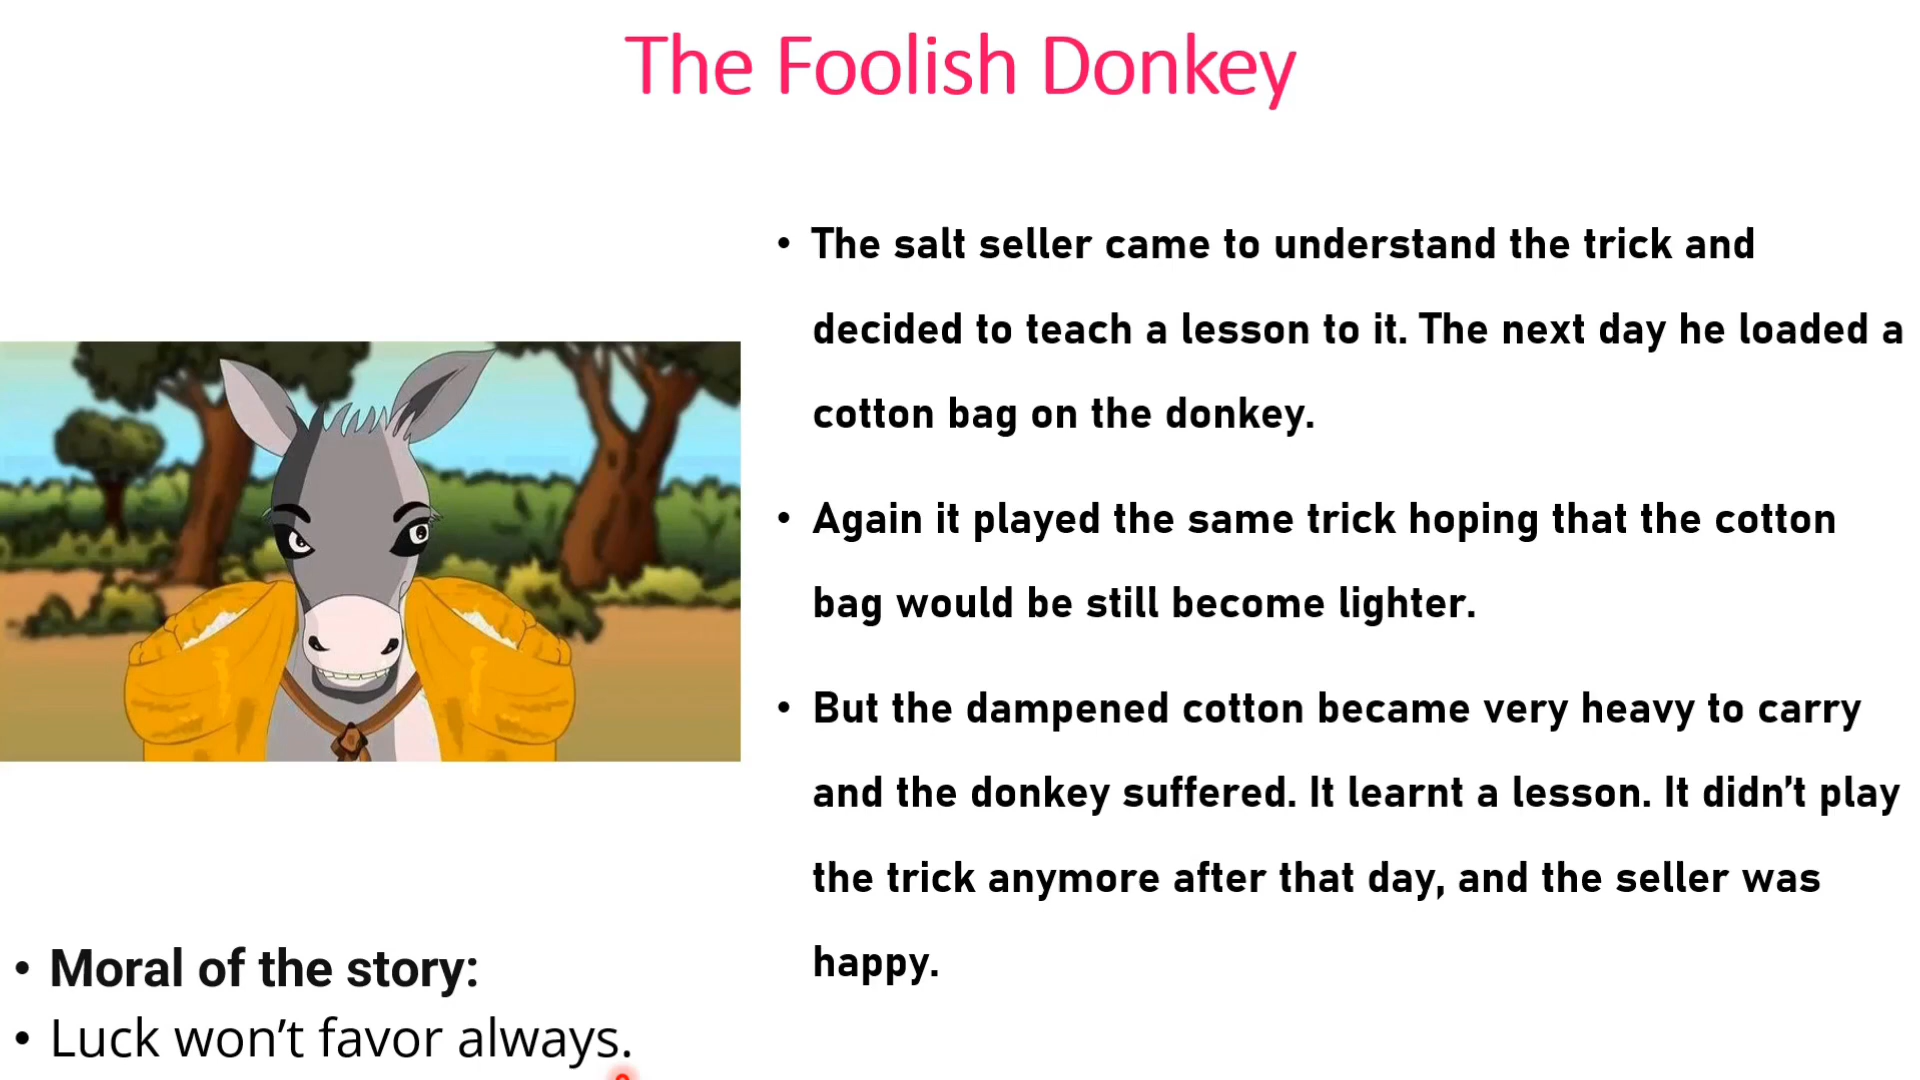 The Foolish Donkey
• The salt seller came to understand the trick and
decided to teach a lesson to it. The next day he loaded a
cotton bag on the donkey.
• Again it played the same trick hoping that the cotton
bag would be still become lighter.
• But the dampened cotton became very heavy to carry
and the donkey suffered. It learnt a lesson. It didn't play
the trick anymore after that day, and the seller was
happy.
• Moral of the story:
• Luck won't favor always.